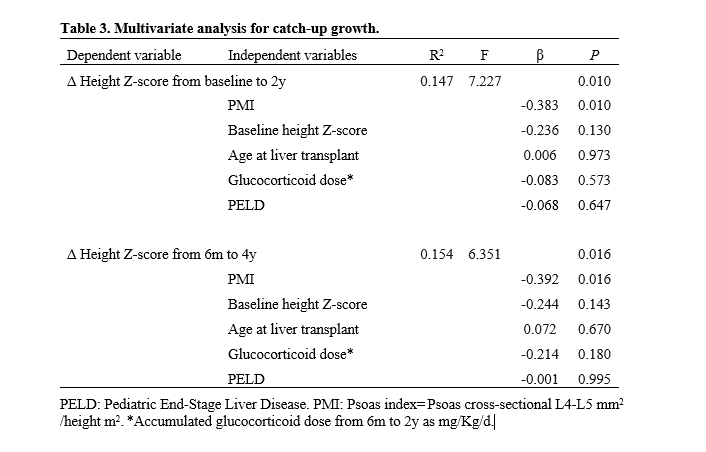 Table 3. Multivariate analysis for catch-up growth.
Dependent variable Independent variables R² F β P
Δ Height Z-score from baseline to 2y 0.147 7.227 0.010
PMI -0.383 0.010
Baseline height Z-score -0.236 0.130
Age at liver transplant 0.006 0.973
Glucocorticoid dose* -0.083 0.573
PELD -0.068 0.647
Δ Height Z-score from 6m to 4y 0.154 6.351 0.016
PMI -0.392 0.016
Baseline height Z-score -0.244 0.143
Age at liver transplant 0.072 0.670
Glucocorticoid dose* -0.214 0.180
PELD -0.001 0.995
PELD: Pediatric End-Stage Liver Disease. PMI: Psoas index=Psoas cross-sectional L4-L5 mm²
/height m². *Accumulated glucocorticoid dose from 6m to 2y as mg/Kg/d.